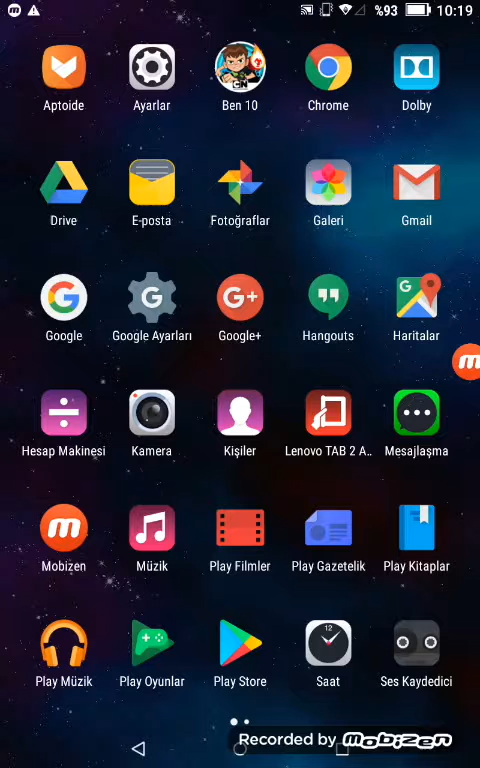 %93 10:19
Aptoide Ayarlar Ben 10 Chrome Dolby
Drive E-posta Fotoğraflar Galeri Gmail
Google Google Ayarları Google+ Hangouts Haritalar
Hesap Makinesi Kamera Kişiler Lenovo TAB 2 A.. Mesajlaşma
Mobizen Müzik Play Filmler Play Gazetelik Play Kitaplar
12
Play Müzik Play Oyunlar Play Store Saat Ses Kaydedici
Recorded by mobizen